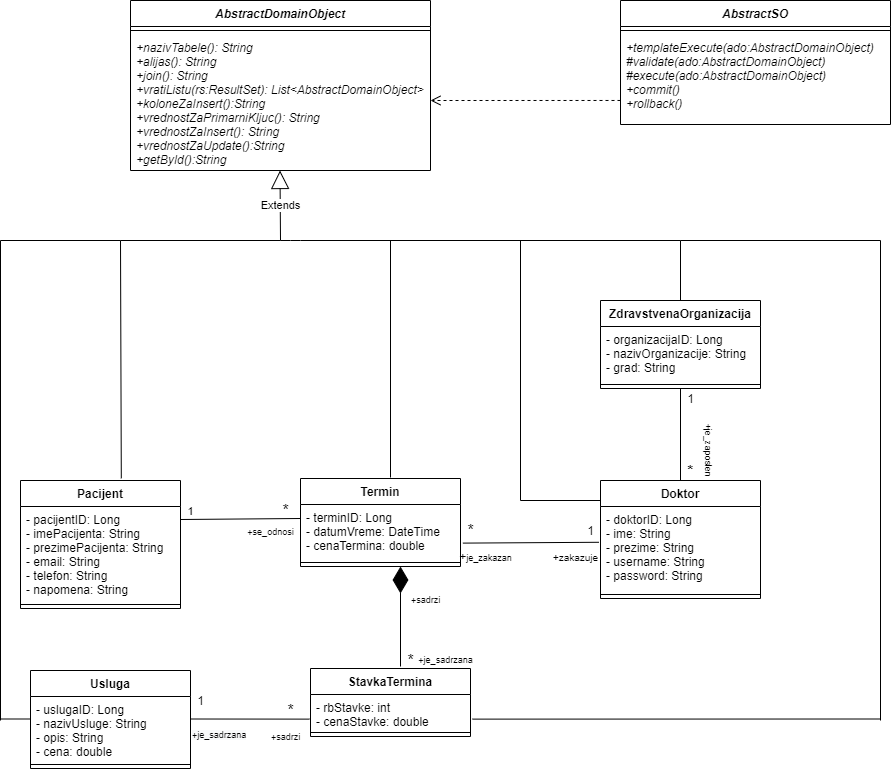 AbstractDomainObject
+nazivTabele(): String
+alijas(): String
+join(): String
+vratiListu(rs:ResultSet): List<AbstractDomainObject>
+koloneZaInsert():String
+vrednostZaPrimarniKljuc(): String
+vrednostZaInsert(): String
+vrednostZaUpdate():String
+getById():String
AbstractSO
+templateExecute(ado:AbstractDomainObject)
#validate(ado:AbstractDomainObject)
#execute(ado:AbstractDomainObject)
+commit()
+rollback()
Extends
ZdravstvenaOrganizacija
- organizacijaID: Long
- nazivOrganizacije: String
- grad: String
1
+je_zaposlen
*
Pacijent
- pacijentID: Long
- imePacijenta: String
- prezimePacijenta: String
- email: String
- telefon: String
- napomena: String
1
*
+se_odnosi
Termin
- terminID: Long
- datumVreme: DateTime
- cenaTermina: double
*
1
+je_zakazan
+zakazuje
Doktor
- doktorID: Long
- ime: String
- prezime: String
- username: String
- password: String
+sadrzi
*
+je_sadrzana
Usluga
- uslugaID: Long
- nazivUsluge: String
- opis: String
- cena: double
1
*
+je_sadrzana
+sadrzi
StavkaTermina
- rbStavke: int
- cenaStavke: double